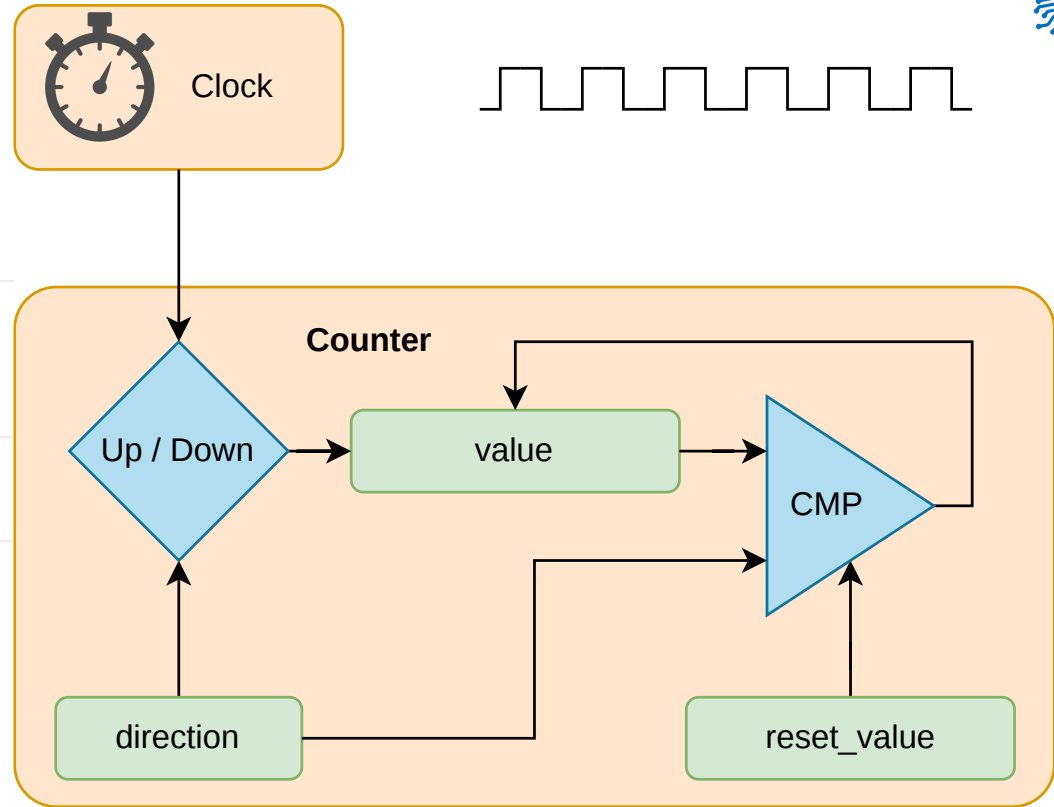 Clock
Counter
Up / Down
value
CMP
direction
reset_value